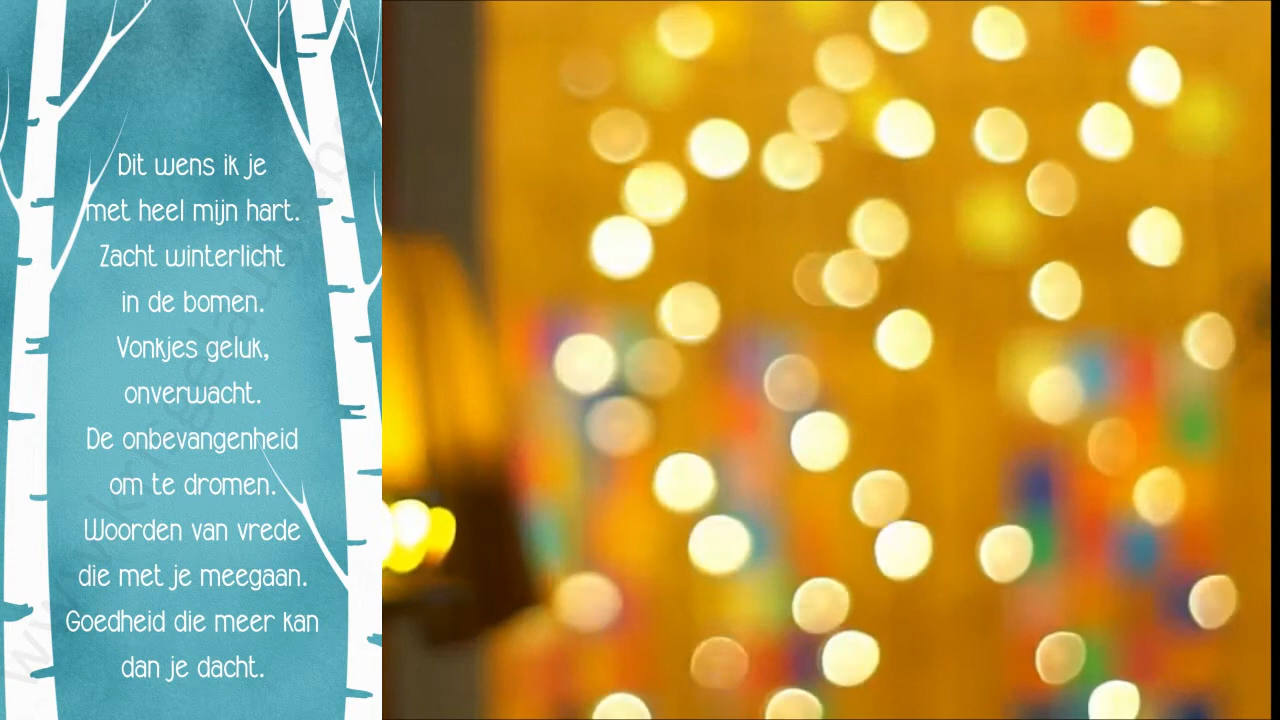 Dit wens ik je
met heel mijn hart.
Zacht winterlicht
in de bomen.
Vonkjes geluk,
onverwacht.
De onbevangenheid
om te dromen.
Woorden van vrede
die met je meegaan.
Goedheid die meer kan
dan je dacht.